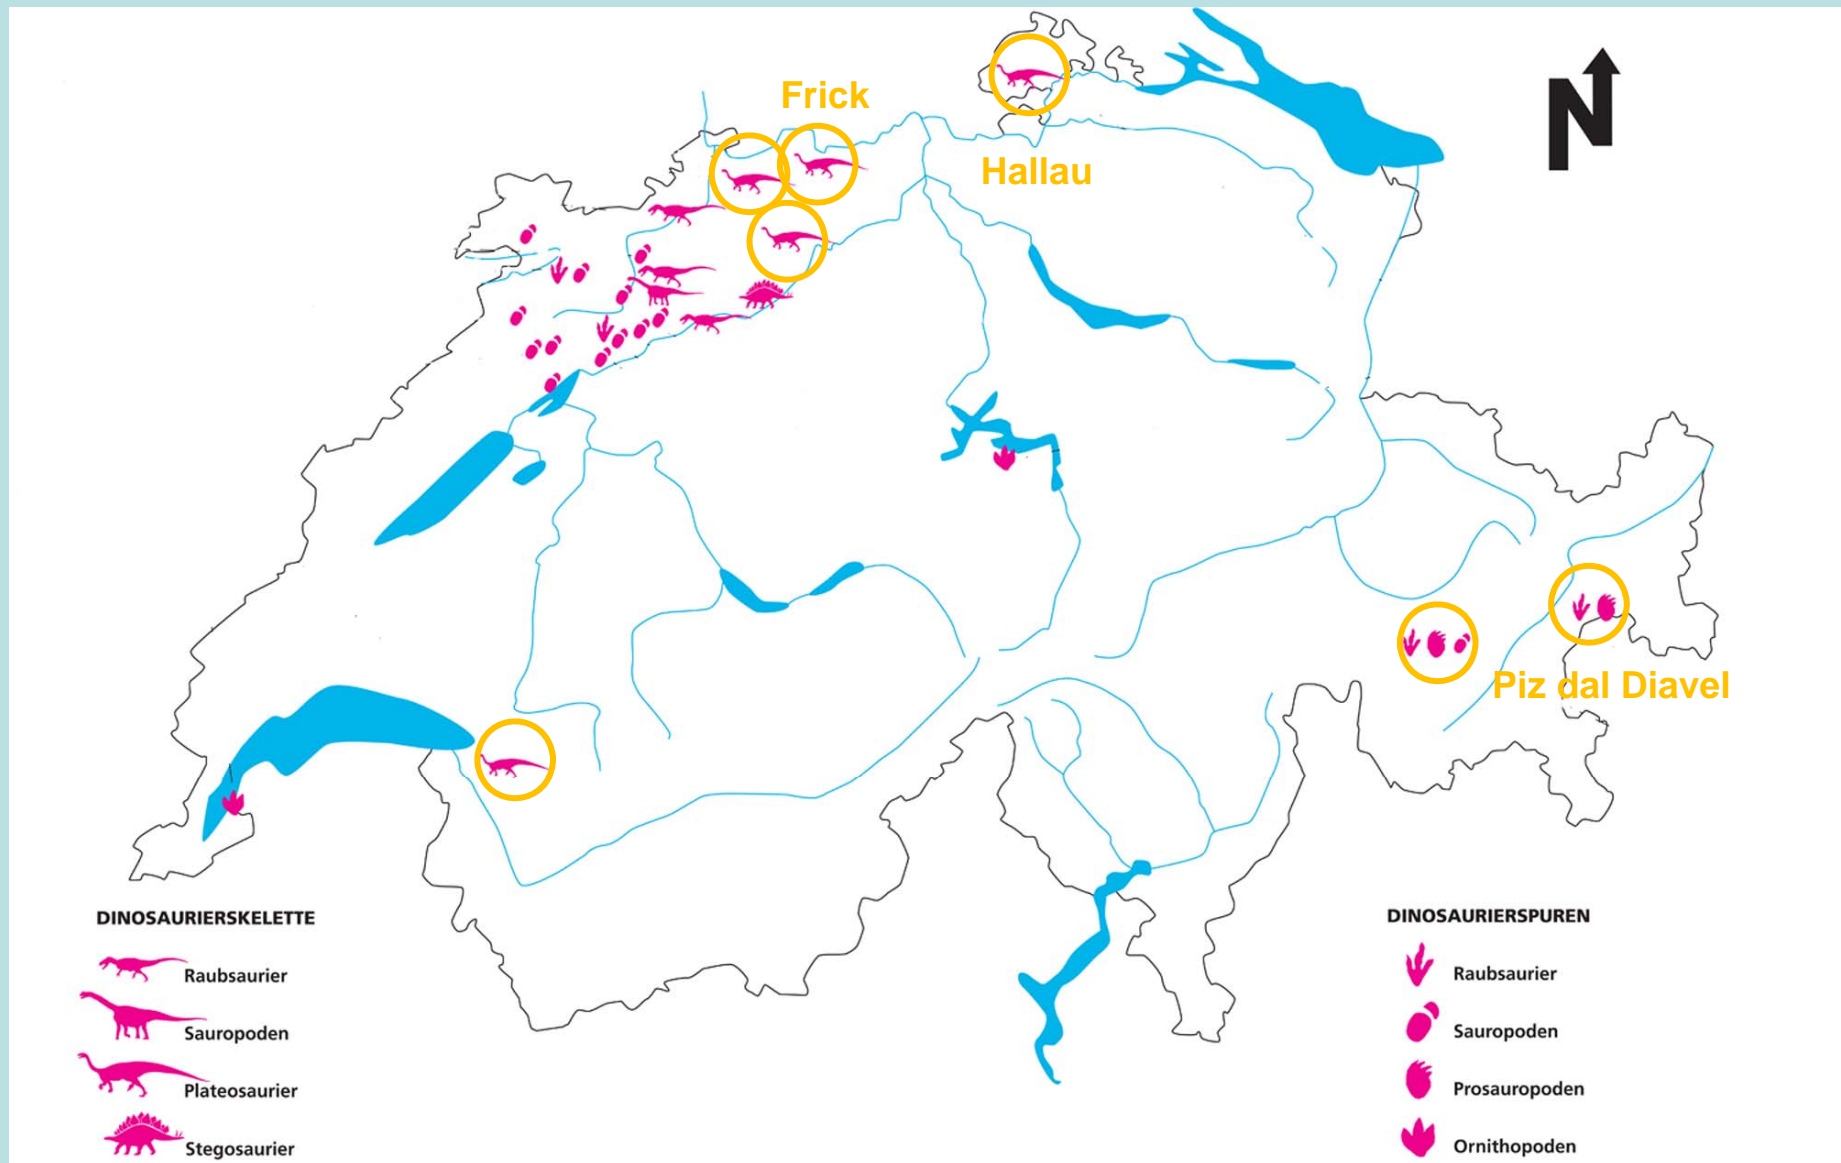 Frick
N
Hallau
Piz dal Diavel
DINOSAURIERSKELETTE
Raubsaurier
Sauropoden
Plateosaurier
Stegosaurier
DINOSAURIERSPUREN
Raubsaurier
Sauropoden
Prosauropoden
Ornithopoden